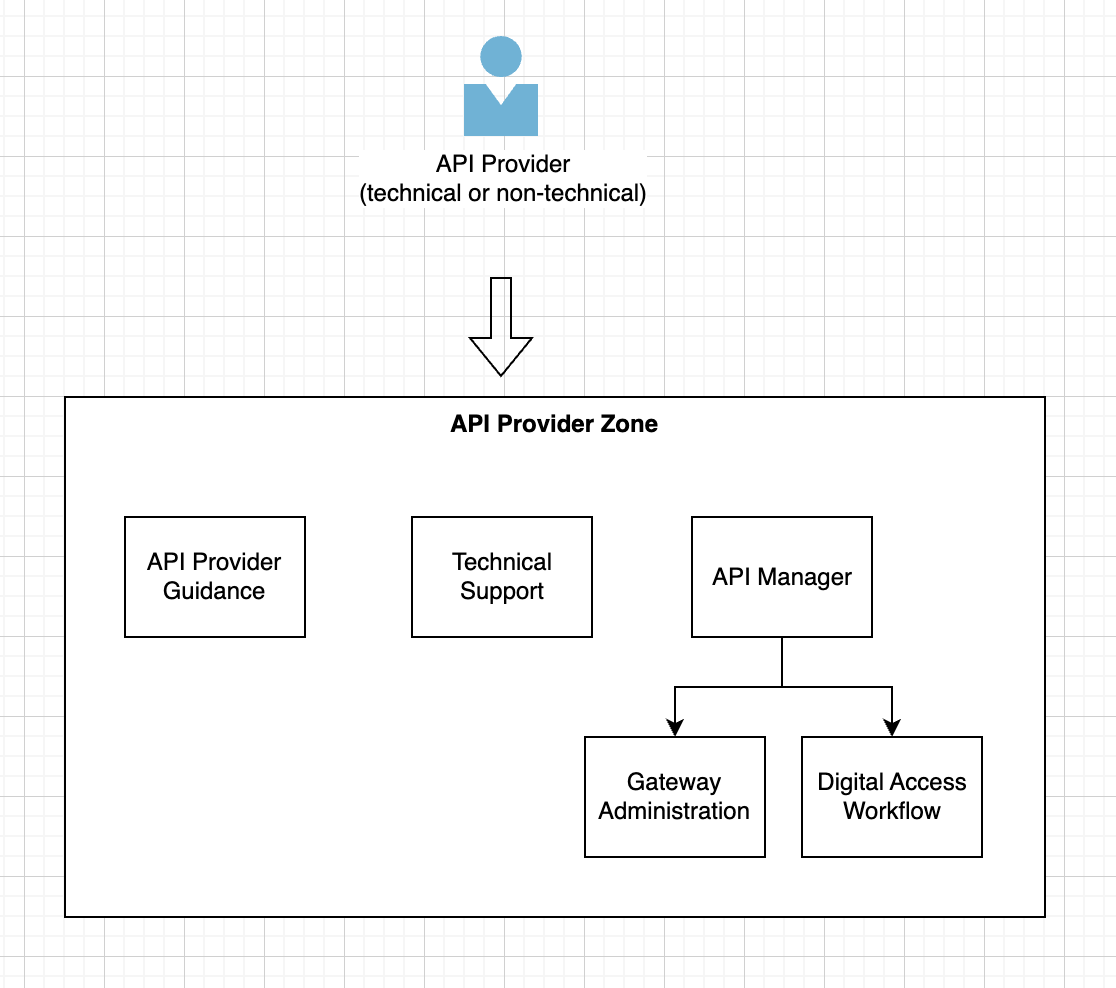 API Provider
(technical or non-technical)
API Provider Zone
API Provider
Guidance
Technical
Support
API Manager
Gateway
Administration
Digital Access
Workflow